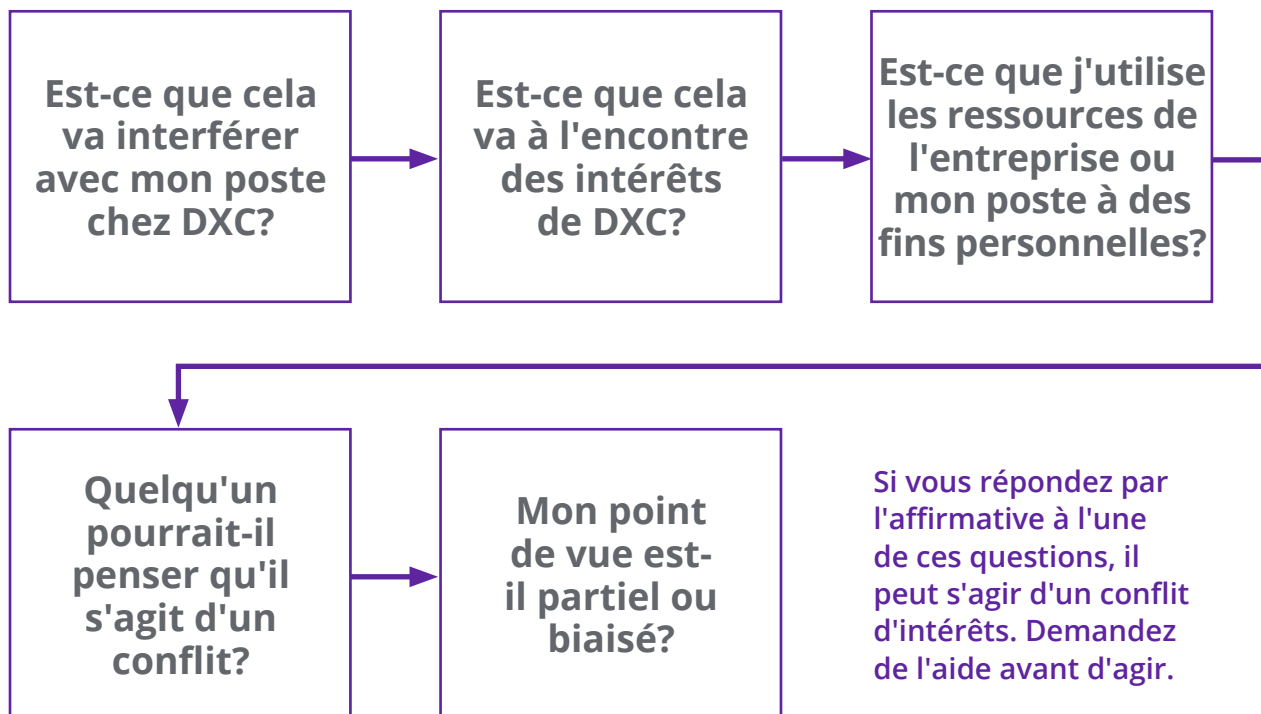 Est-ce que cela
va interférer
avec mon poste
chez DXC?
Est-ce que cela
va à l'encontre
des intérêts
de DXC?
Est-ce que j'utilise
les ressources de
l'entreprise ou
mon poste à des
fins personnelles?
Quelqu'un
pourrait-il
penser qu'il
s'agit d'un
conflit?
Mon point
de vue est-
il partiel ou
biaisé?
Si vous répondez par
l'affirmative à l'une
de ces questions, il
peut s'agir d'un conflit
d'intérêts. Demandez
de l'aide avant d'agir.